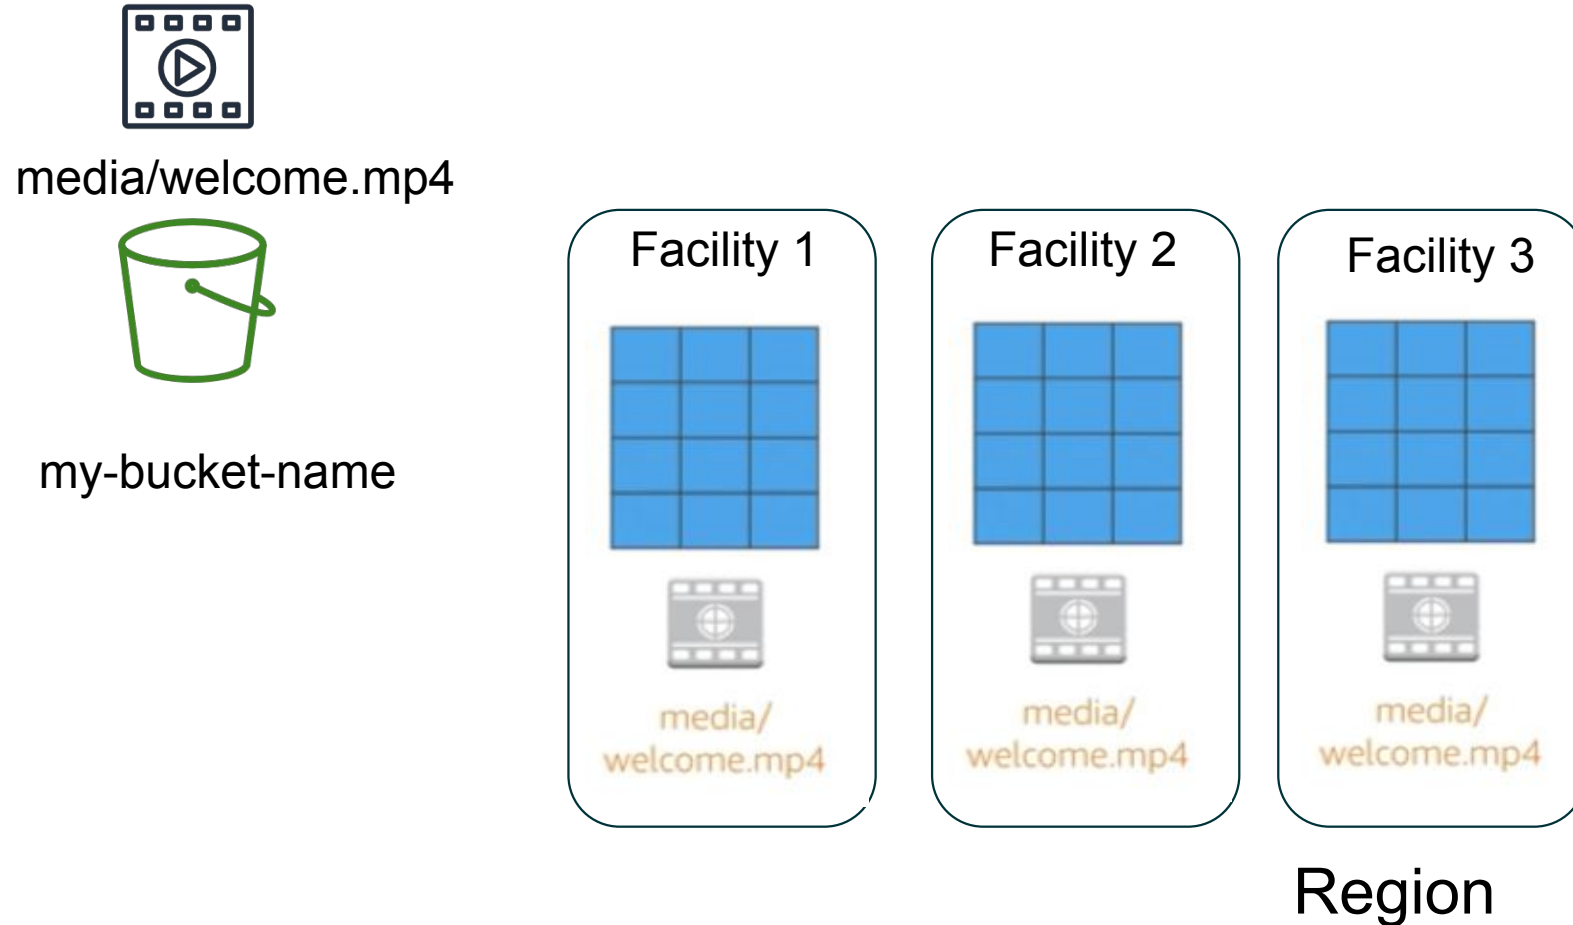 media/welcome.mp4
my-bucket-name
Facility 1
media/
welcome.mp4
Facility 2
media/
welcome.mp4
Facility 3
media/
welcome.mp4
Region